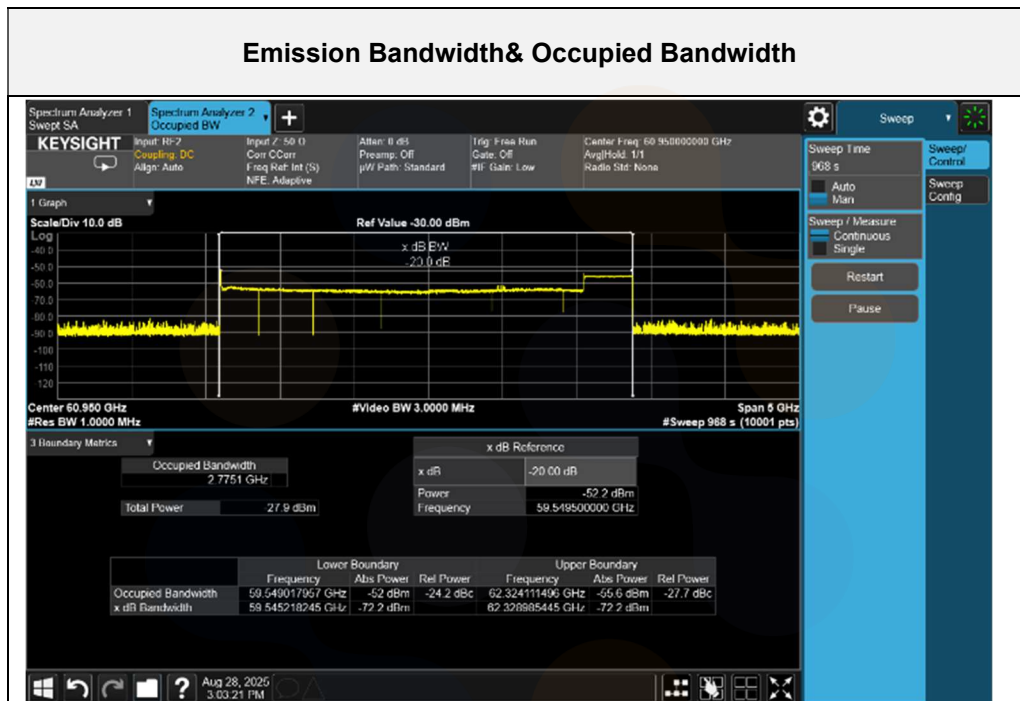 Emission Bandwidth& Occupied Bandwidth
Spectrum Analyzer 1
Swept SA
Spectrum Analyzer 2
Occupied BW
+
Sweep
KEYSIGHT
Input: RF2
Coupling: DC
Align: Auto
Input Z: 50 Ω
Corr CCorr
Freq Ref: Int (S)
NFE: Adaptive
Atten: 0 dB
Preamp: Off
µW Path: Standard
Trig: Free Run
Gate: Off
#IF Gain: Low
Center Freq: 60.950000000 GHz
Avg|Hold: 1/1
Radio Std: None
LXI
Sweep Time
968 s
Auto
Man
Sweep / Measure
Continuous
Single
Restart
Pause
Sweep/
Control
Sweep
Config
1 Graph
Scale/Div 10.0 dB
Ref Value -30.00 dBm
Log
x dB BW
-20.0 dB
-40.0
-50.0
-60.0
-70.0
-80.0
-90.0
-100
-110
-120
Center 60.950 GHz
#Video BW 3.0000 MHz
Span 5 GHz
#Res BW 1.0000 MHz
#Sweep 968 s (10001 pts)
3 Boundary Metrics
Occupied Bandwidth
2.7751 GHz
Total Power -27.9 dBm
x dB Reference
x dB -20.00 dB
Power -52.2 dBm
Frequency 59.549500000 GHz
Lower Boundary Upper Boundary
Frequency Abs Power Rel Power Frequency Abs Power Rel Power
Occupied Bandwidth 59.549017957 GHz -52 dBm -24.2 dBc 62.324111496 GHz -55.6 dBm -27.7 dBc
x dB Bandwidth 59.545218245 GHz -72.2 dBm 62.328985445 GHz -72.2 dBm
?
Aug 28, 2025
3:03:21 PM